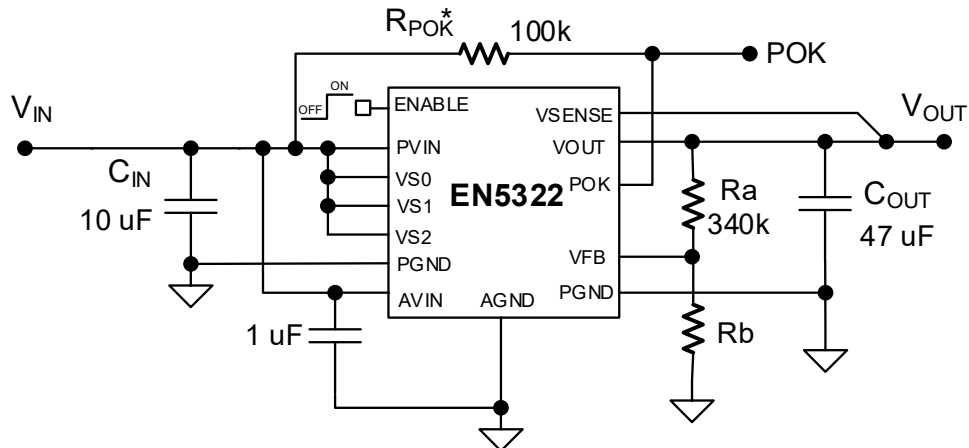 R_POK* 100k
POK
ON
OFF
ENABLE
VSENSE
V_IN
V_OUT
PVIN
VOUT
C_IN
10 uF
VS0
VS1
VS2
EN5322
POK
Ra
340k
C_OUT
47 uF
PGND
VFB
AVIN
AGND
PGND
1 uF
Rb